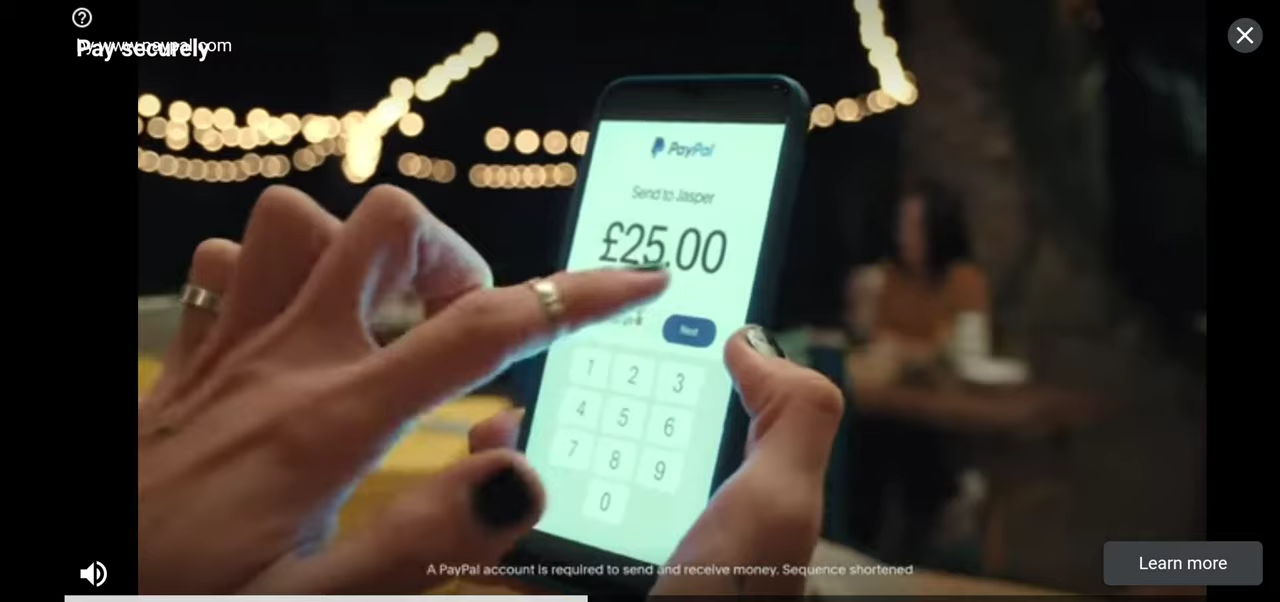 Pay securely
by www.paypal.com
PayPal
Send to Jasper
£25.00
Next
1 2 3
4 5 6
7 8 9
0
A PayPal account is required to send and receive money. Sequence shortened
Learn more